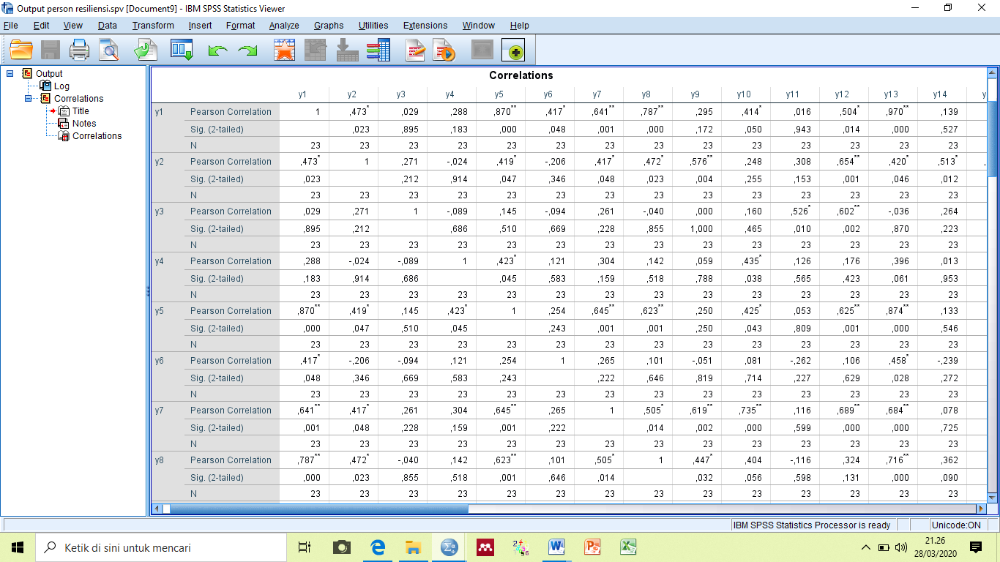 Output person resiliensi.spv [Document9] - IBM SPSS Statistics Viewer
File Edit View Data Transform Insert Format Analyze Graphs Utilities Extensions Window Help
Output
Log
Correlations
Title
Notes
Correlations
Correlations
y1 y2 y3 y4 y5 y6 y7 y8 y9 y10 y11 y12 y13 y14 y
y1 Pearson Correlation 1 ,473* ,029 ,288 ,870** ,417* ,641** ,787** ,295 ,414* ,016 ,504* ,970** ,139
Sig. (2-tailed) ,023 ,895 ,183 ,000 ,048 ,001 ,000 ,172 ,050 ,943 ,014 ,000 ,527
N 23 23 23 23 23 23 23 23 23 23 23 23 23 23
y2 Pearson Correlation ,473* 1 ,271 -,024 ,419* -,206 ,417* ,472* ,576** ,248 ,308 ,654** ,420* ,513*
Sig. (2-tailed) ,023 ,212 ,914 ,047 ,346 ,048 ,023 ,004 ,255 ,153 ,001 ,046 ,012
N 23 23 23 23 23 23 23 23 23 23 23 23 23 23
y3 Pearson Correlation ,029 ,271 1 -,089 ,145 -,094 ,261 -,040 ,000 ,160 ,526* ,602** -,036 ,264
Sig. (2-tailed) ,895 ,212 ,686 ,510 ,669 ,228 ,855 1,000 ,465 ,010 ,002 ,870 ,223
N 23 23 23 23 23 23 23 23 23 23 23 23 23 23
y4 Pearson Correlation ,288 -,024 -,089 1 ,423* ,121 ,304 ,142 ,059 ,435* ,126 ,176 ,396 ,013
Sig. (2-tailed) ,183 ,914 ,686 ,045 ,583 ,159 ,518 ,788 ,038 ,565 ,423 ,061 ,953
N 23 23 23 23 23 23 23 23 23 23 23 23 23 23
y5 Pearson Correlation ,870** ,419* ,145 ,423* 1 ,254 ,645** ,623** ,250 ,425* ,053 ,625** ,874** ,133
Sig. (2-tailed) ,000 ,047 ,510 ,045 ,243 ,001 ,001 ,250 ,043 ,809 ,001 ,000 ,546
N 23 23 23 23 23 23 23 23 23 23 23 23 23 23
y6 Pearson Correlation ,417* -,206 -,094 ,121 ,254 1 ,265 ,101 -,051 ,081 -,262 ,106 ,458* -,239
Sig. (2-tailed) ,048 ,346 ,669 ,583 ,243 ,222 ,646 ,819 ,714 ,227 ,629 ,028 ,272
N 23 23 23 23 23 23 23 23 23 23 23 23 23 23
y7 Pearson Correlation ,641** ,417* ,261 ,304 ,645** ,265 1 ,505* ,619** ,735** ,116 ,689** ,684** ,078
Sig. (2-tailed) ,001 ,048 ,228 ,159 ,001 ,222 ,014 ,002 ,000 ,599 ,000 ,000 ,725
N 23 23 23 23 23 23 23 23 23 23 23 23 23 23
y8 Pearson Correlation ,787** ,472* -,040 ,142 ,623** ,101 ,505* 1 ,447* ,404 -,116 ,324 ,716** ,362
Sig. (2-tailed) ,000 ,023 ,855 ,518 ,001 ,646 ,014 ,032 ,056 ,598 ,131 ,000 ,090
N 23 23 23 23 23 23 23 23 23 23 23 23 23 23
IBM SPSS Statistics Processor is ready Unicode:ON
Ketik di sini untuk mencari
21.26
28/03/2020